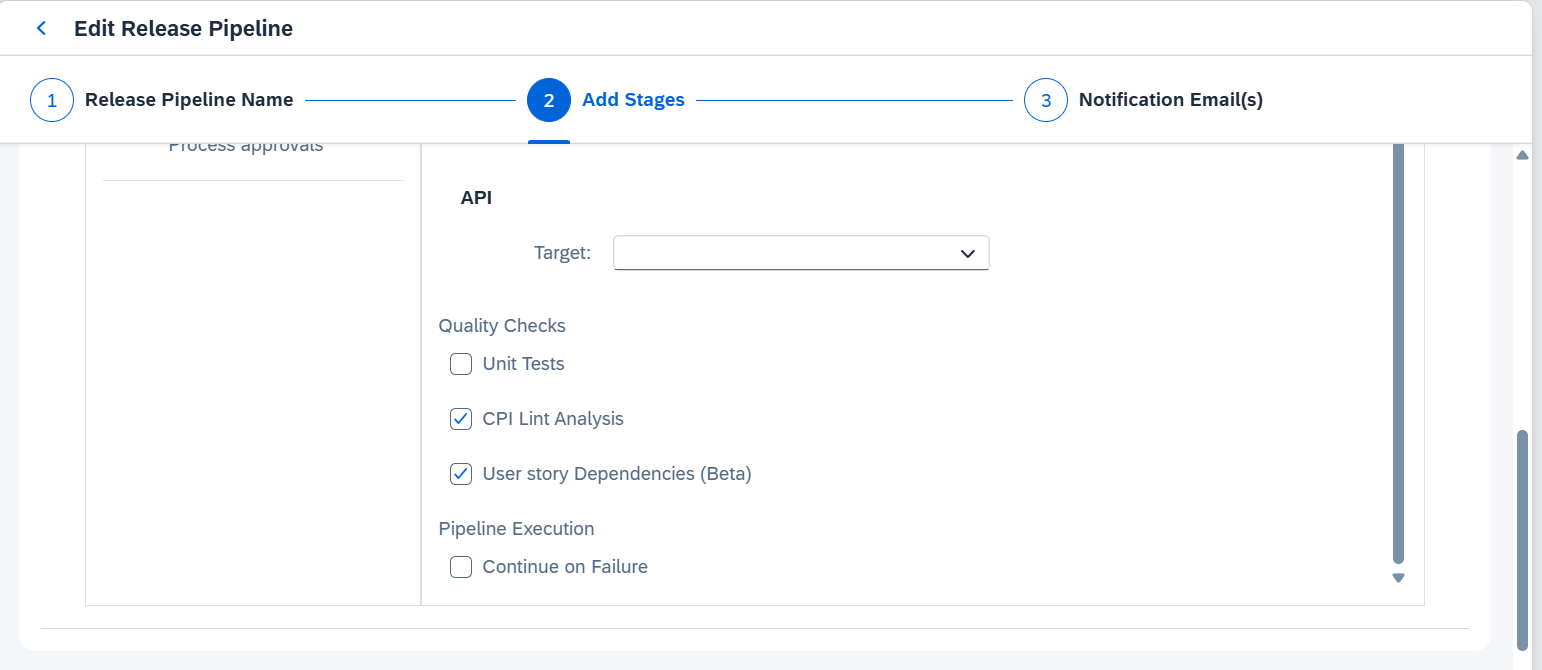 Edit Release Pipeline
1 Release Pipeline Name 2 Add Stages 3 Notification Email(s)
Process approvals
API
Target:
Quality Checks
Unit Tests
CPI Lint Analysis
User story Dependencies (Beta)
Pipeline Execution
Continue on Failure